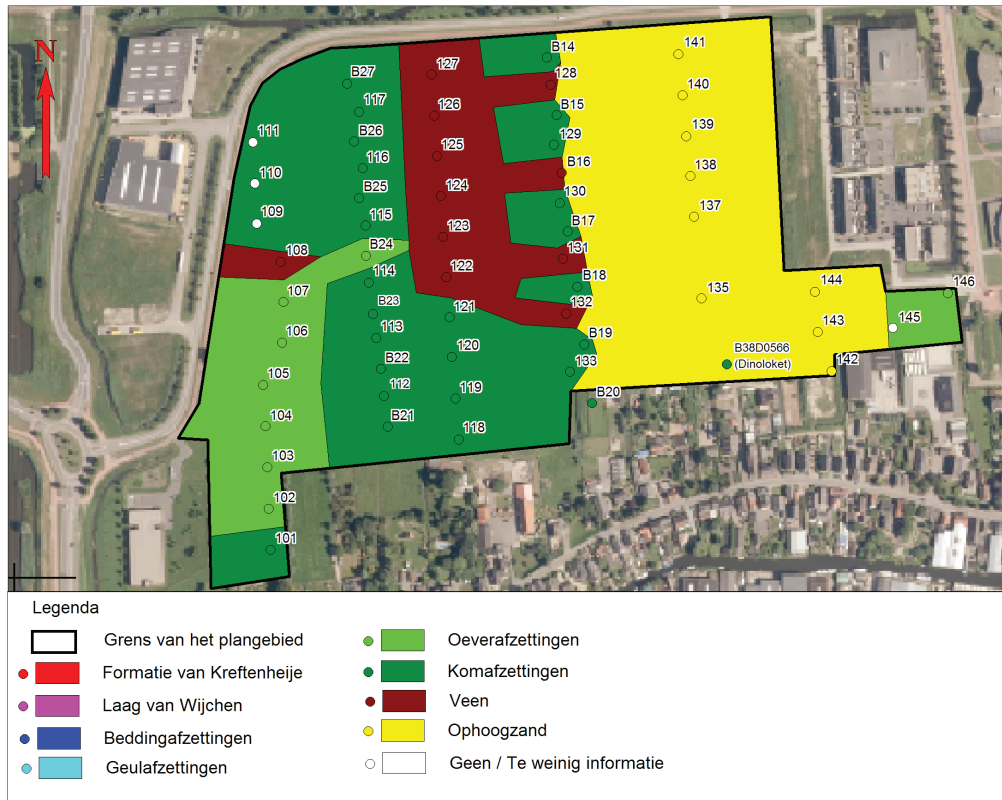 N
B14
141
127
128
B27
140
117
126
B15
111
B26
139
129
125
116
B16
138
110
124
B25
130
137
109
115
123
B17
B24
131
108
122
114
B18
144
146
107
B23
121
132
135
145
113
B19
143
106
B22
120
133
B38D0566
(Dinoloket)
142
105
112
119
B20
104
B21
118
103
102
101
Legenda
Grens van het plangebied
Formatie van Kreftenheije
Laag van Wijchen
Beddingafzettingen
Geulafzettingen
Oeverafzettingen
Komafzettingen
Veen
Ophoogzand
Geen / Te weinig informatie